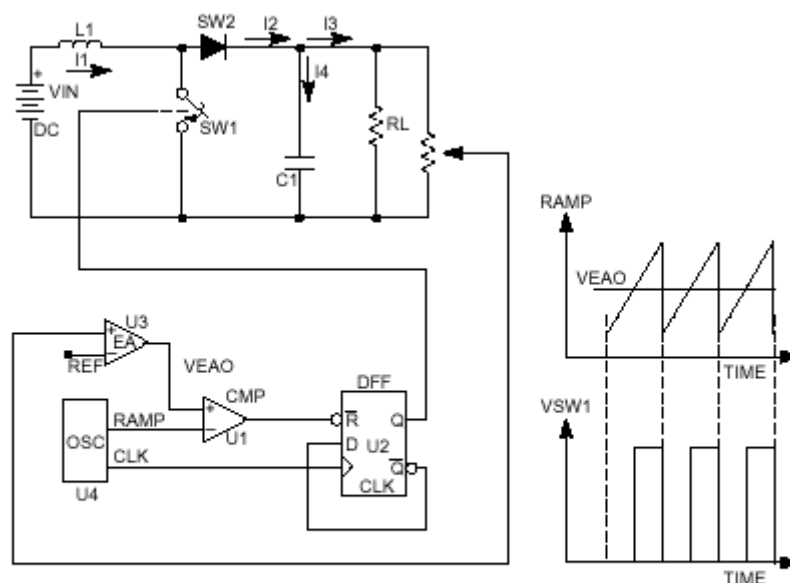 SW2
L1
I2
I3
I1
I4
+
VIN
DC
SW1
RL
C1
RAMP
VEAO
TIME
U3
+
EA
−
REF
VEAO
DFF
CMP
RAMP
+
−
U1
R
Q
D
U2
OSC
CLK
Q
CLK
U4
VSW1
TIME